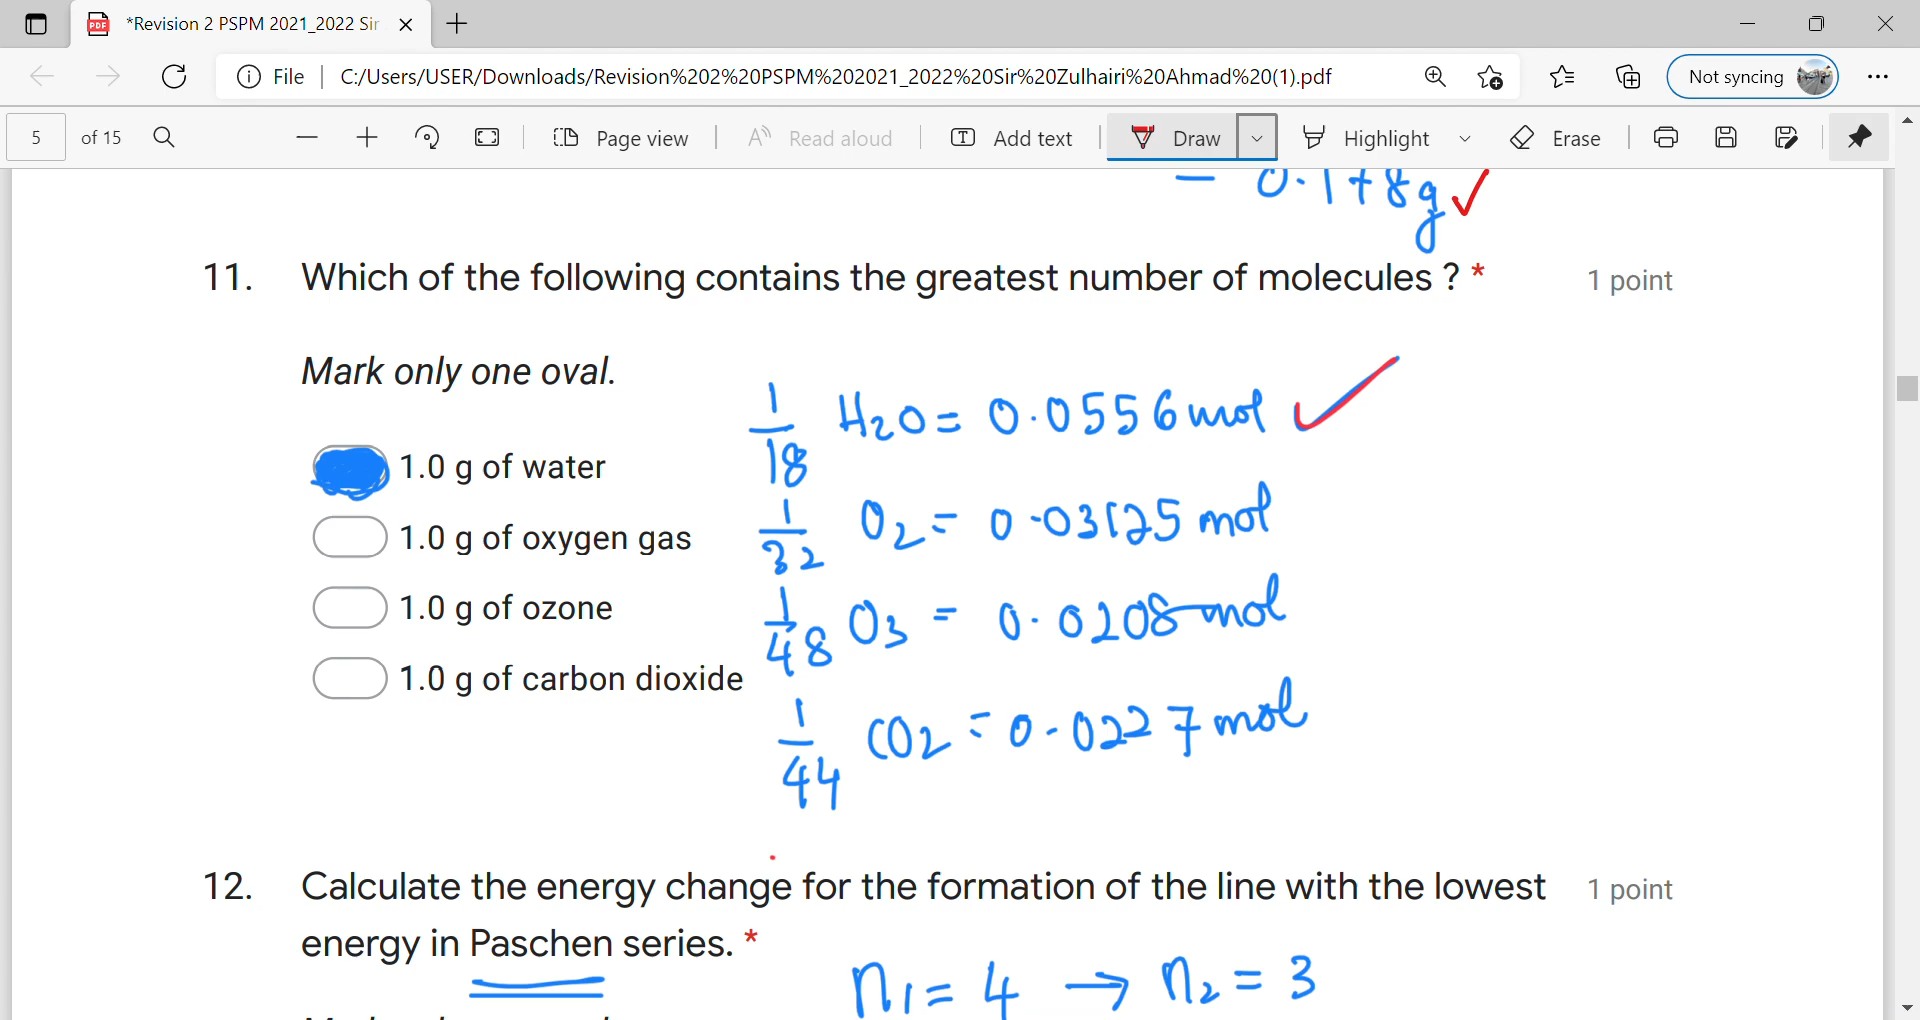 *Revision 2 PSPM 2021_2022 Sir
File C:/Users/USER/Downloads/Revision%202%20PSPM%202021_2022%20Sir%20Zulhairi%20Ahmad%20(1).pdf Not syncing
5 of 15 Page view Read aloud Add text Draw Highlight Erase
= 0.178g
11. Which of the following contains the greatest number of molecules ? * 1 point
Mark only one oval.
1/18 H2O = 0.0556 mol
1.0 g of water
1/32 O2 = 0.03125 mol
1.0 g of oxygen gas
1/48 O3 = 0.0208 mol
1.0 g of ozone
1.0 g of carbon dioxide
1/44 CO2 = 0.0227 mol
12. Calculate the energy change for the formation of the line with the lowest 1 point
energy in Paschen series. *
n1 = 4 → n2 = 3